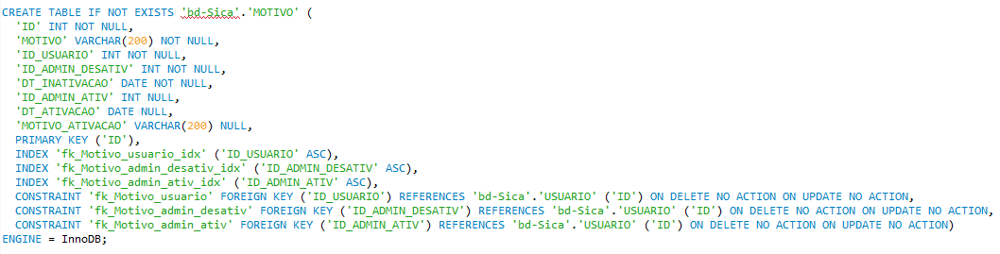 CREATE TABLE IF NOT EXISTS 'bd-Sica'.'MOTIVO' (
'ID' INT NOT NULL,
'MOTIVO' VARCHAR(200) NOT NULL,
'ID_USUARIO' INT NOT NULL,
'ID_ADMIN_DESATIV' INT NOT NULL,
'DT_INATIVACAO' DATE NOT NULL,
'ID_ADMIN_ATIV' INT NULL,
'DT_ATIVACAO' DATE NULL,
'MOTIVO_ATIVACAO' VARCHAR(200) NULL,
PRIMARY KEY ('ID'),
INDEX 'fk_Motivo_usuario_idx' ('ID_USUARIO' ASC),
INDEX 'fk_Motivo_admin_desativ_idx' ('ID_ADMIN_DESATIV' ASC),
INDEX 'fk_Motivo_admin_ativ_idx' ('ID_ADMIN_ATIV' ASC),
CONSTRAINT 'fk_Motivo_usuario' FOREIGN KEY ('ID_USUARIO') REFERENCES 'bd-Sica'.'USUARIO' ('ID') ON DELETE NO ACTION ON UPDATE NO ACTION,
CONSTRAINT 'fk_Motivo_admin_desativ' FOREIGN KEY ('ID_ADMIN_DESATIV') REFERENCES 'bd-Sica'.'USUARIO' ('ID') ON DELETE NO ACTION ON UPDATE NO ACTION,
CONSTRAINT 'fk_Motivo_admin_ativ' FOREIGN KEY ('ID_ADMIN_ATIV') REFERENCES 'bd-Sica'.'USUARIO' ('ID') ON DELETE NO ACTION ON UPDATE NO ACTION)
ENGINE = InnoDB;